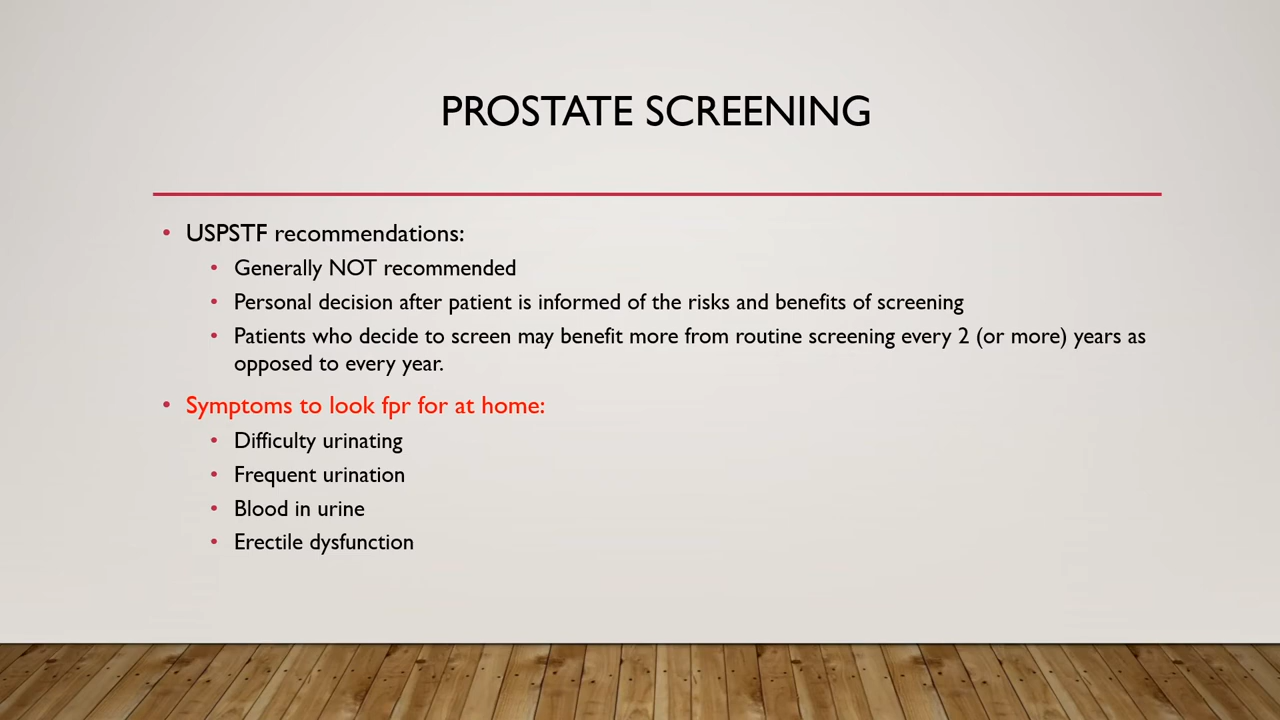 PROSTATE SCREENING
• USPSTF recommendations:
• Generally NOT recommended
• Personal decision after patient is informed of the risks and benefits of screening
• Patients who decide to screen may benefit more from routine screening every 2 (or more) years as
opposed to every year.
• Symptoms to look fpr for at home:
• Difficulty urinating
• Frequent urination
• Blood in urine
• Erectile dysfunction